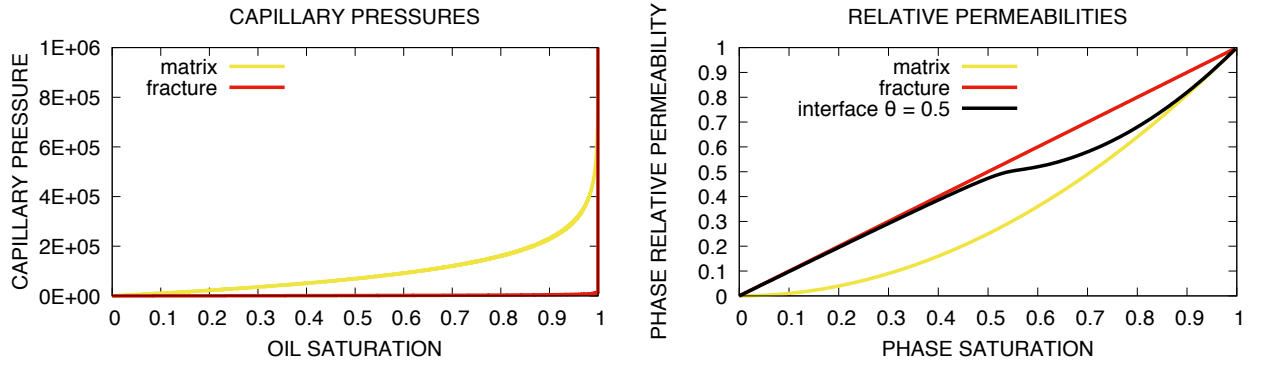 CAPILLARY PRESSURES
CAPILLARY PRESSURE
1E+06
8E+05
6E+05
4E+05
2E+05
0E+00
matrix
fracture
0 0.1 0.2 0.3 0.4 0.5 0.6 0.7 0.8 0.9 1
OIL SATURATION
RELATIVE PERMEABILITIES
PHASE RELATIVE PERMEABILITY
1
0.9
0.8
0.7
0.6
0.5
0.4
0.3
0.2
0.1
0
matrix
fracture
interface θ = 0.5
0 0.1 0.2 0.3 0.4 0.5 0.6 0.7 0.8 0.9 1
PHASE SATURATION